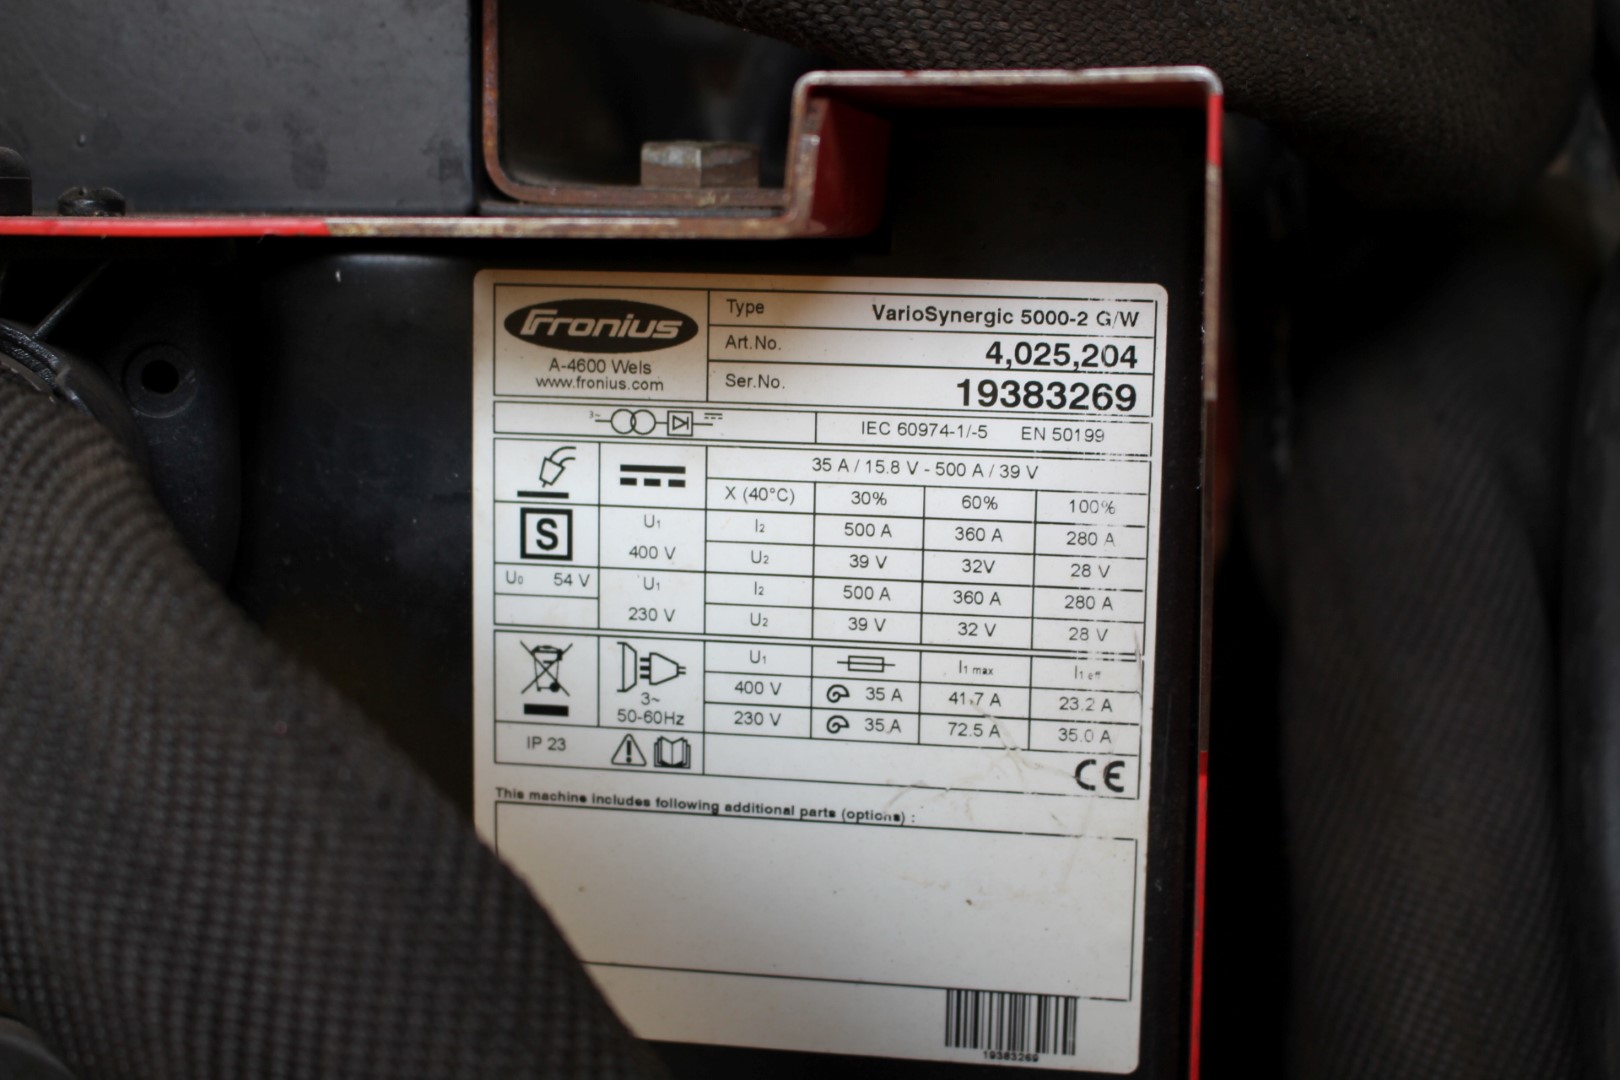 Fronius
A-4600 Wels
www.fronius.com
Type VarioSynergic 5000-2 G/W
Art.No. 4,025,204
Ser.No. 19383269
3~
IEC 60974-1/-5 EN 50199
35 A / 15.8 V - 500 A / 39 V
X (40°C) 30% 60% 100%
S
U1 400 V
I2 500 A 360 A 280 A
U2 39 V 32V 28 V
U0 54 V
U1 230 V
I2 500 A 360 A 280 A
U2 39 V 32 V 28 V
3~
50-60Hz
U1 I1 max I1 eff
400 V 35 A 41.7 A 23.2 A
230 V 35 A 72.5 A 35.0 A
IP 23
CE
This machine includes following additional parts (options) :
19383269